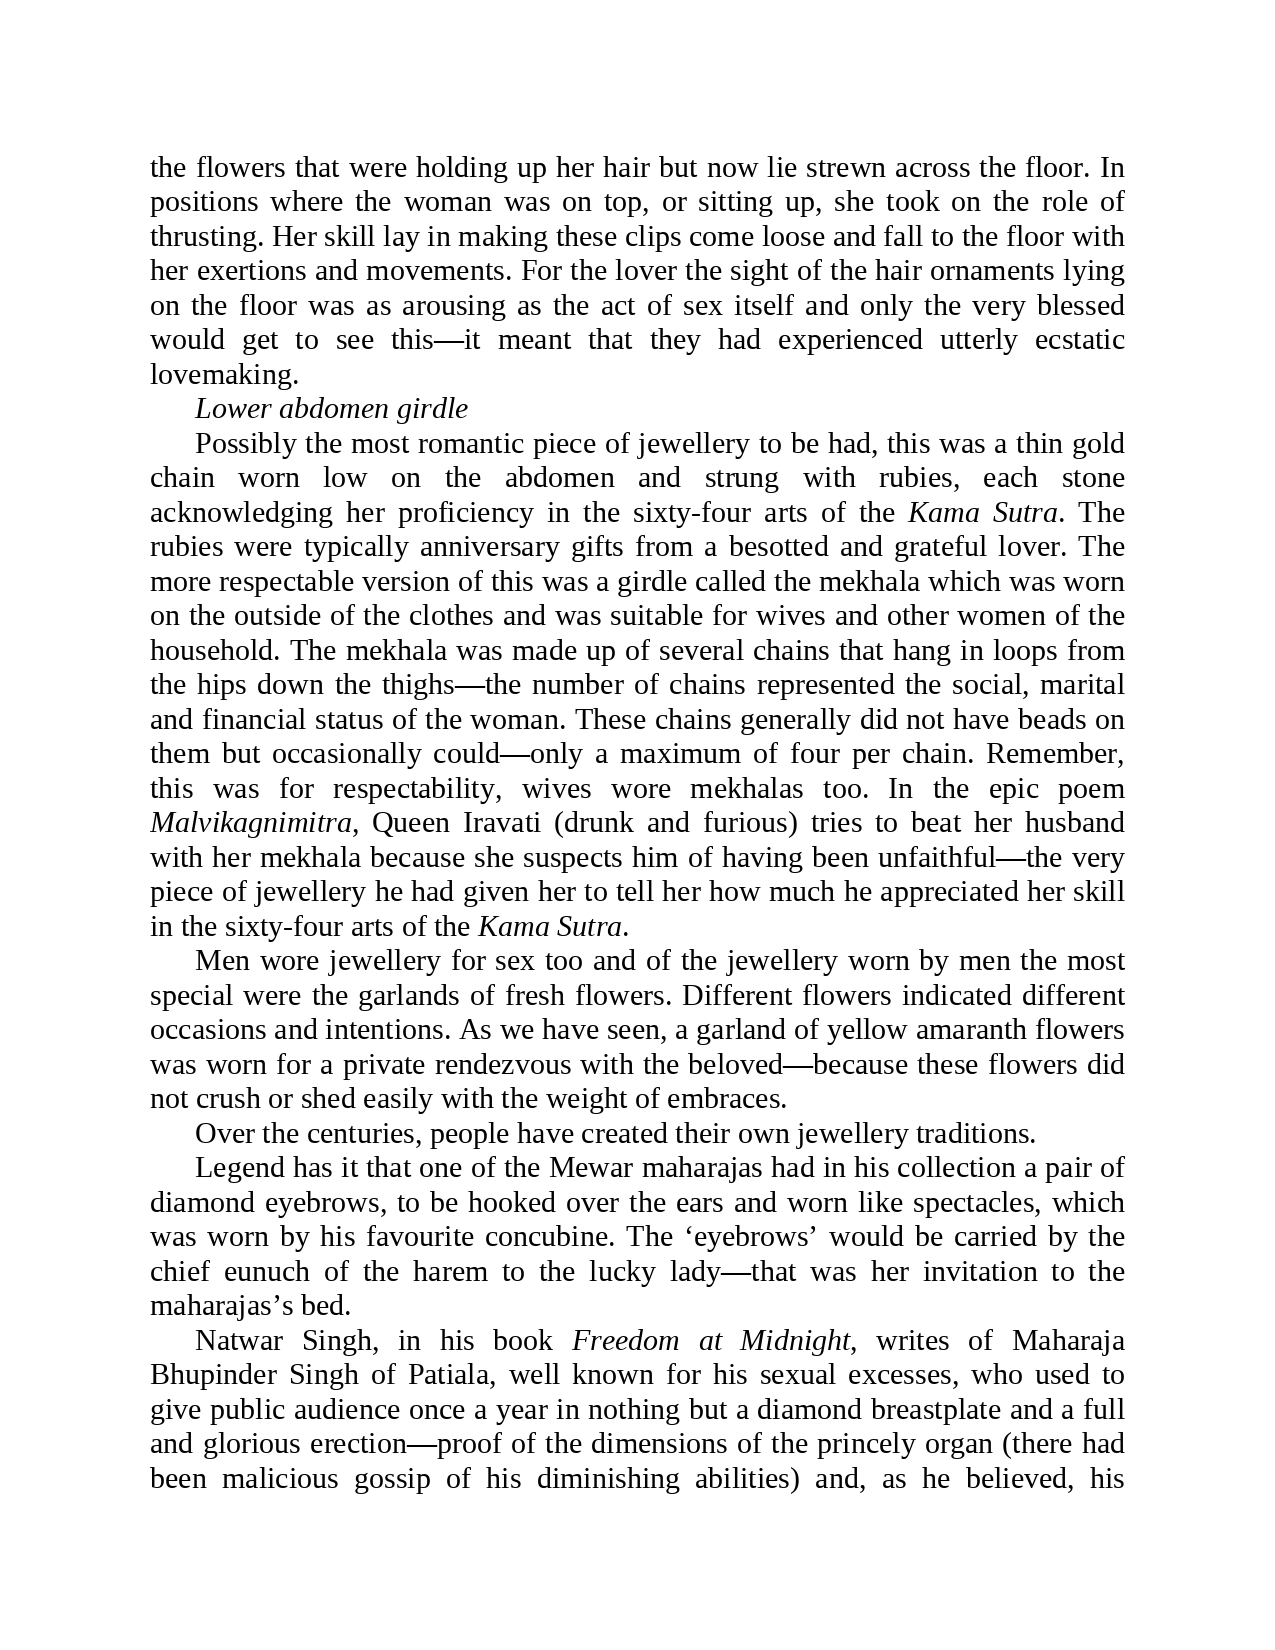 the flowers that were holding up her hair but now lie strewn across the floor. In
positions where the woman was on top, or sitting up, she took on the role of
thrusting. Her skill lay in making these clips come loose and fall to the floor with
her exertions and movements. For the lover the sight of the hair ornaments lying
on the floor was as arousing as the act of sex itself and only the very blessed
would get to see this—it meant that they had experienced utterly ecstatic
lovemaking.
Lower abdomen girdle
Possibly the most romantic piece of jewellery to be had, this was a thin gold
chain worn low on the abdomen and strung with rubies, each stone
acknowledging her proficiency in the sixty-four arts of the Kama Sutra. The
rubies were typically anniversary gifts from a besotted and grateful lover. The
more respectable version of this was a girdle called the mekhala which was worn
on the outside of the clothes and was suitable for wives and other women of the
household. The mekhala was made up of several chains that hang in loops from
the hips down the thighs—the number of chains represented the social, marital
and financial status of the woman. These chains generally did not have beads on
them but occasionally could—only a maximum of four per chain. Remember,
this was for respectability, wives wore mekhalas too. In the epic poem
Malvikagnimitra, Queen Iravati (drunk and furious) tries to beat her husband
with her mekhala because she suspects him of having been unfaithful—the very
piece of jewellery he had given her to tell her how much he appreciated her skill
in the sixty-four arts of the Kama Sutra.
Men wore jewellery for sex too and of the jewellery worn by men the most
special were the garlands of fresh flowers. Different flowers indicated different
occasions and intentions. As we have seen, a garland of yellow amaranth flowers
was worn for a private rendezvous with the beloved—because these flowers did
not crush or shed easily with the weight of embraces.
Over the centuries, people have created their own jewellery traditions.
Legend has it that one of the Mewar maharajas had in his collection a pair of
diamond eyebrows, to be hooked over the ears and worn like spectacles, which
was worn by his favourite concubine. The ‘eyebrows’ would be carried by the
chief eunuch of the harem to the lucky lady—that was her invitation to the
maharajas’s bed.
Natwar Singh, in his book Freedom at Midnight, writes of Maharaja
Bhupinder Singh of Patiala, well known for his sexual excesses, who used to
give public audience once a year in nothing but a diamond breastplate and a full
and glorious erection—proof of the dimensions of the princely organ (there had
been malicious gossip of his diminishing abilities) and, as he believed, his